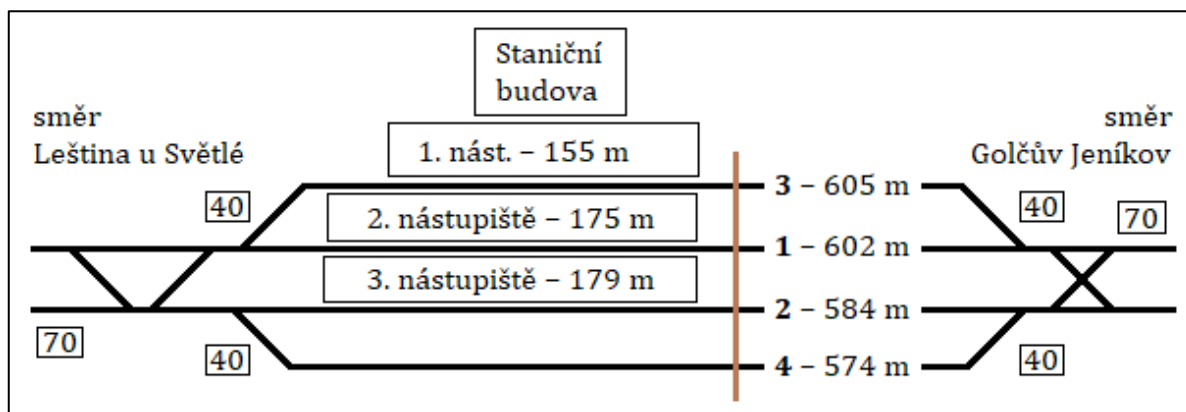 Staniční
budova
směr
Leština u Světlé
směr
Golčův Jeníkov
1. nást. – 155 m
3 – 605 m
40
40
70
2. nástupiště – 175 m
1 – 602 m
3. nástupiště – 179 m
2 – 584 m
70
40
4 – 574 m
40